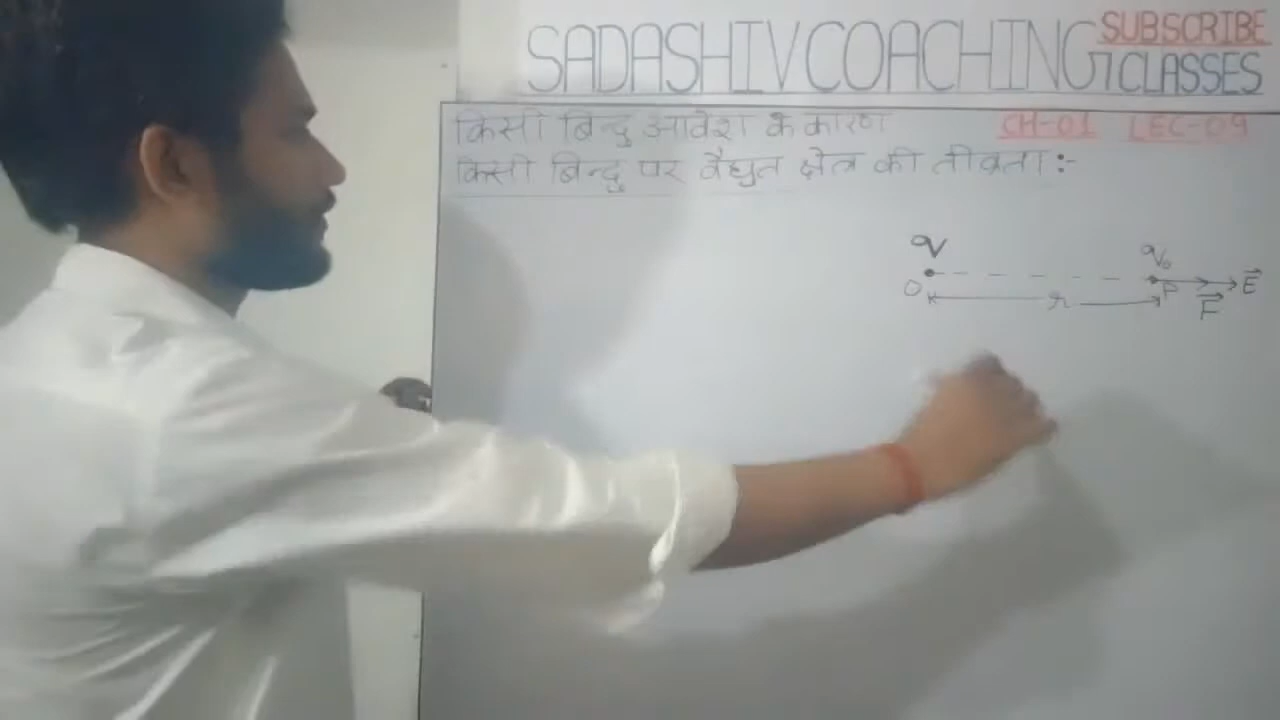 SADASHIV COACHING SUBSCRIBE
CLASSES
किसी बिन्दु आवेश के कारण CH-01 LEC-09
किसी बिन्दु पर वैद्युत क्षेत्र की तीव्रता :-
q q₀
O P E⃗
r F⃗